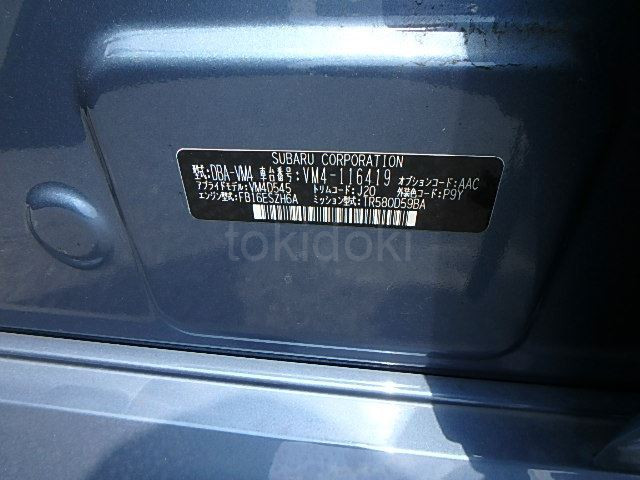 SUBARU CORPORATION
型式:DBA-VM4 車台番号:VM4-116419 オプションコード:AAC
アプライドモデル:VM4D545 トリムコード:J20 外装色コード:P9Y
エンジン型式:FB16ESZH6A ミッション型式:TR580D59BA
tokidoki